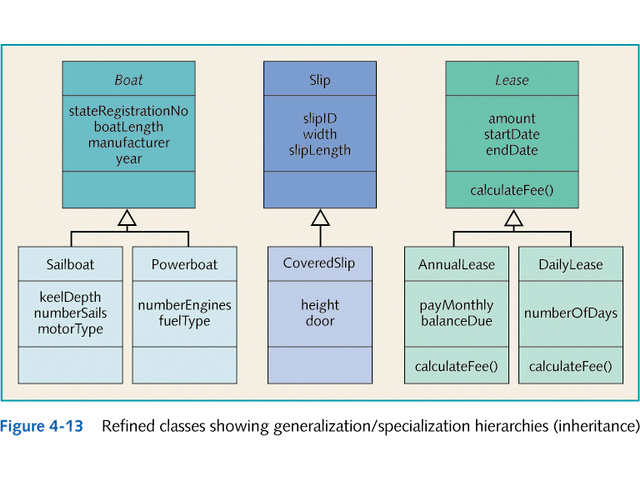 Boat
stateRegistrationNo
boatLength
manufacturer
year
Slip
slipID
width
slipLength
Lease
amount
startDate
endDate
calculateFee()
Sailboat
keelDepth
numberSails
motorType
Powerboat
numberEngines
fuelType
CoveredSlip
height
door
AnnualLease
payMonthly
balanceDue
calculateFee()
DailyLease
numberOfDays
calculateFee()
Figure 4-13 Refined classes showing generalization/specialization hierarchies (inheritance)